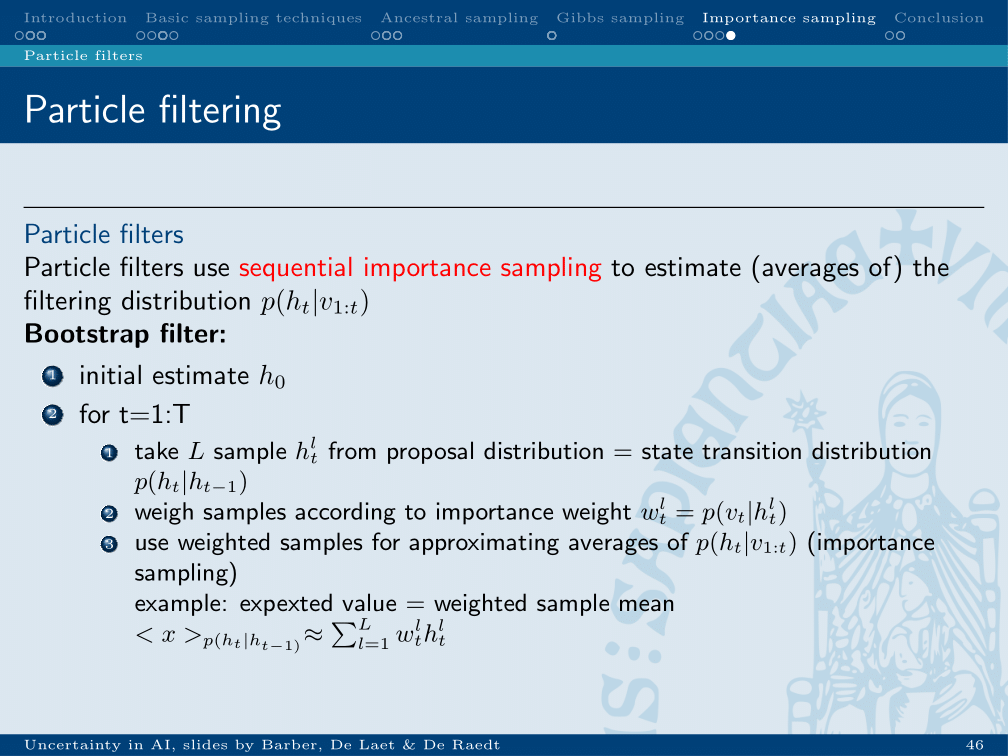 Introduction Basic sampling techniques Ancestral sampling Gibbs sampling Importance sampling Conclusion
Particle filters
Particle filtering
Particle filters
Particle filters use sequential importance sampling to estimate (averages of) the
filtering distribution p(h_t|v_{1:t})
Bootstrap filter:
1 initial estimate h_0
2 for t=1:T
1 take L sample h_t^l from proposal distribution = state transition distribution
p(h_t|h_{t−1})
2 weigh samples according to importance weight w_t^l = p(v_t|h_t^l)
3 use weighted samples for approximating averages of p(h_t|v_{1:t}) (importance
sampling)
example: expexted value = weighted sample mean
< x >_{p(h_t|h_{t−1})} ≈ ∑_{l=1}^L w_t^l h_t^l
Uncertainty in AI, slides by Barber, De Laet & De Raedt 46